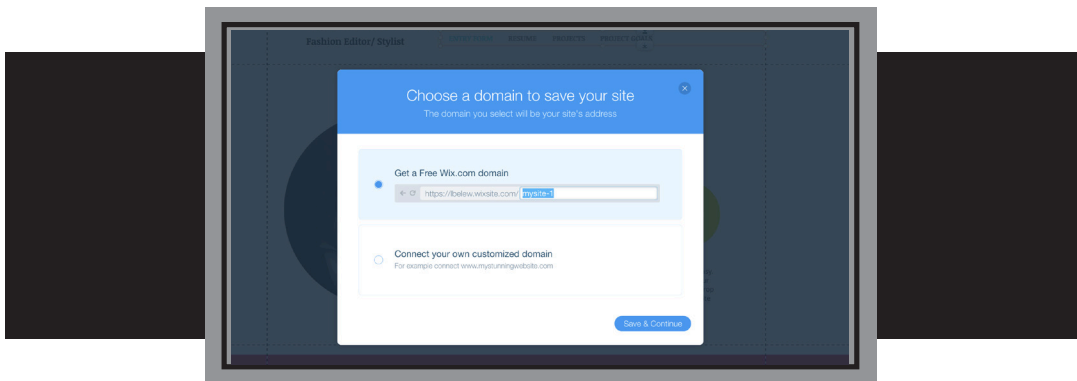 Fashion Editor/ Stylist
RESUME PROJECTS
Choose a domain to save your site
The domain you select will be your site's address
Get a Free Wix.com domain
https://lbelew.wixsite.com/ mysite-1
Connect your own customized domain
For example connect www.mystunningwebsite.com
Save & Continue